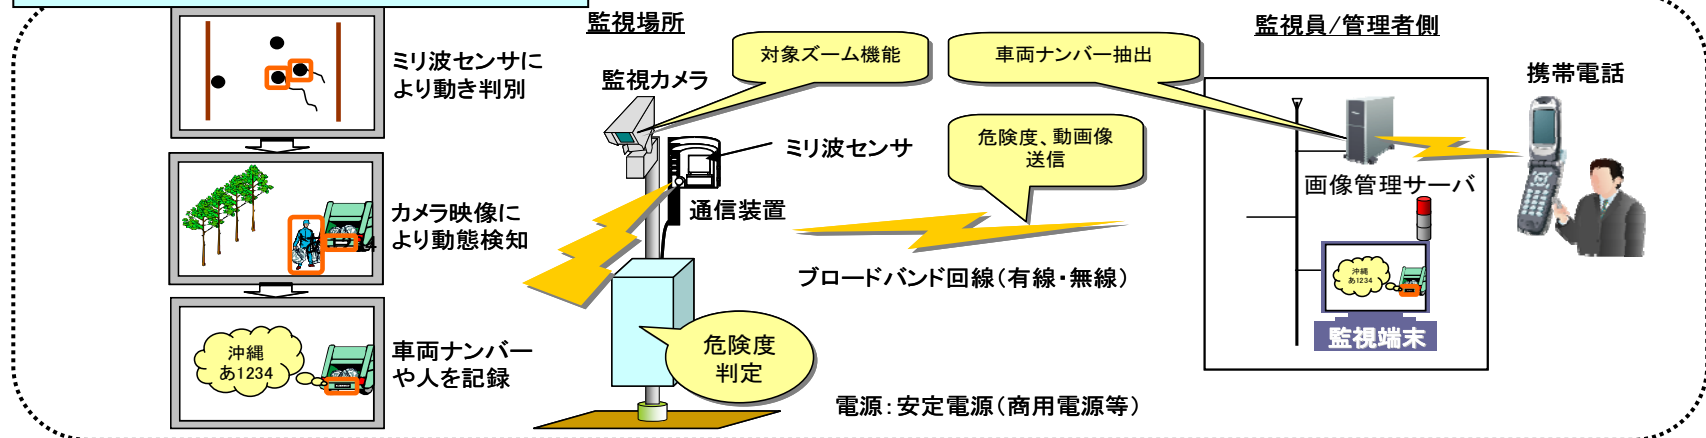 監視場所
監視員/管理者側
ミリ波センサに
より動き判別
監視カメラ
対象ズーム機能
車両ナンバー抽出
携帯電話
ミリ波センサ
危険度、動画像
送信
画像管理サーバ
カメラ映像に
より動態検知
通信装置
ブロードバンド回線(有線・無線)
沖縄
あ1234
監視端末
沖縄
あ1234
車両ナンバー
や人を記録
危険度
判定
電源:安定電源(商用電源等)